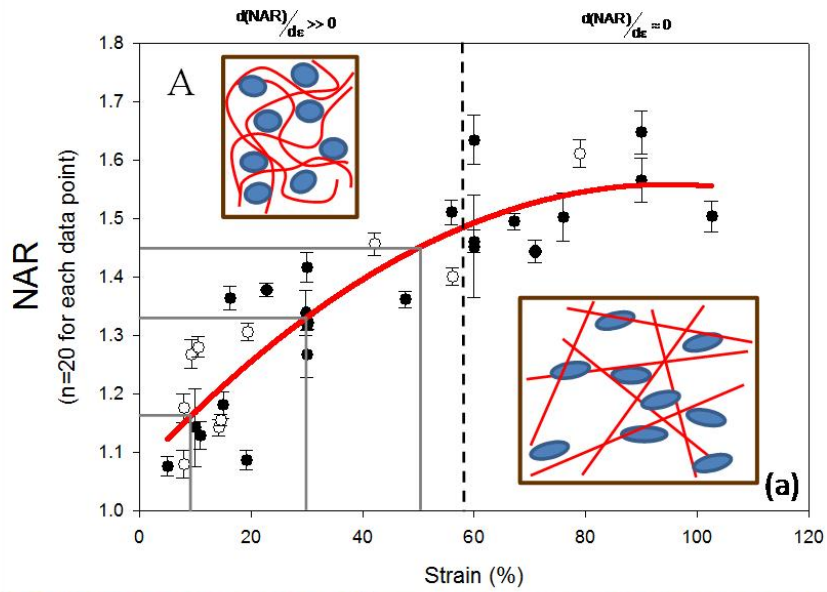 d(NAR)/dε >> 0
d(NAR)/dε ≈ 0
A
1.8
1.7
1.6
1.5
1.4
1.3
1.2
1.1
1.0
NAR
(n=20 for each data point)
(a)
0 20 40 60 80 100 120
Strain (%)